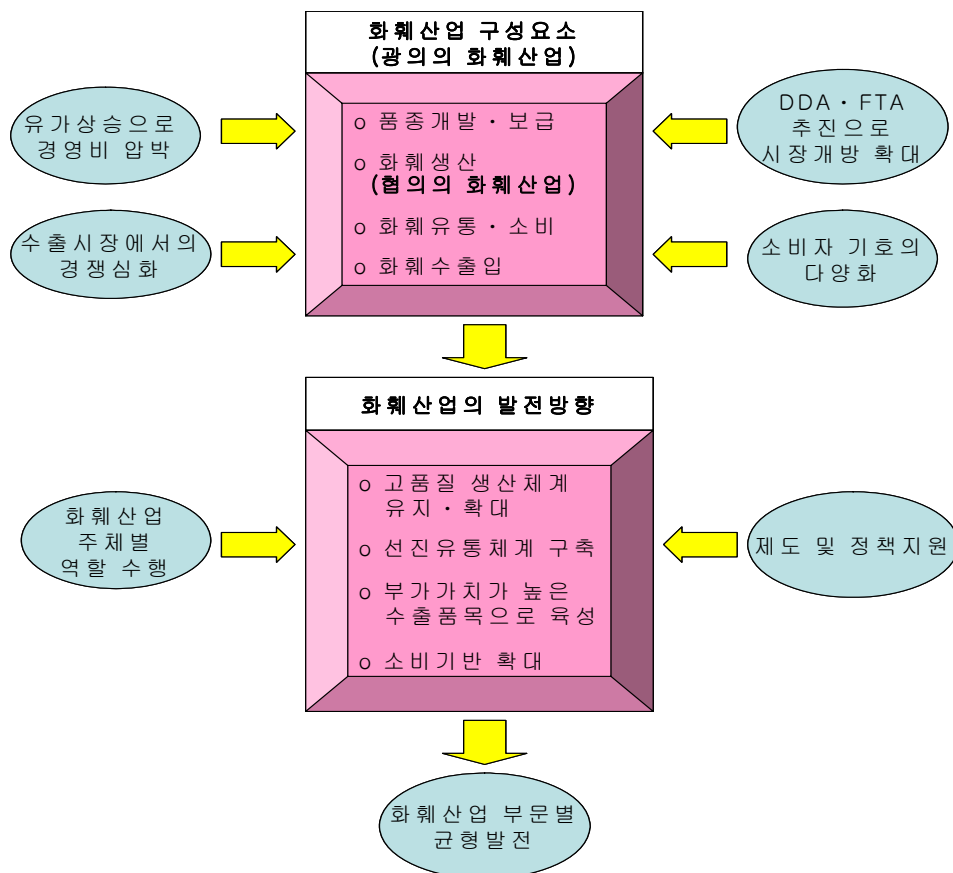 화훼산업 구성요소
(광의의 화훼산업)
유가상승으로
경영비 압박
수출시장에서의
경쟁심화
o 품종개발・보급
o 화훼생산
(협의의 화훼산업)
o 화훼유통・소비
o 화훼수출입
DDA・FTA
추진으로
시장개방 확대
소비자 기호의
다양화
화훼산업의 발전방향
화훼산업
주체별
역할 수행
o 고품질 생산체계
유지・확대
o 선진유통체계 구축
o 부가가치가 높은
수출품목으로 육성
o 소비기반 확대
제도 및 정책지원
화훼산업 부문별
균형발전